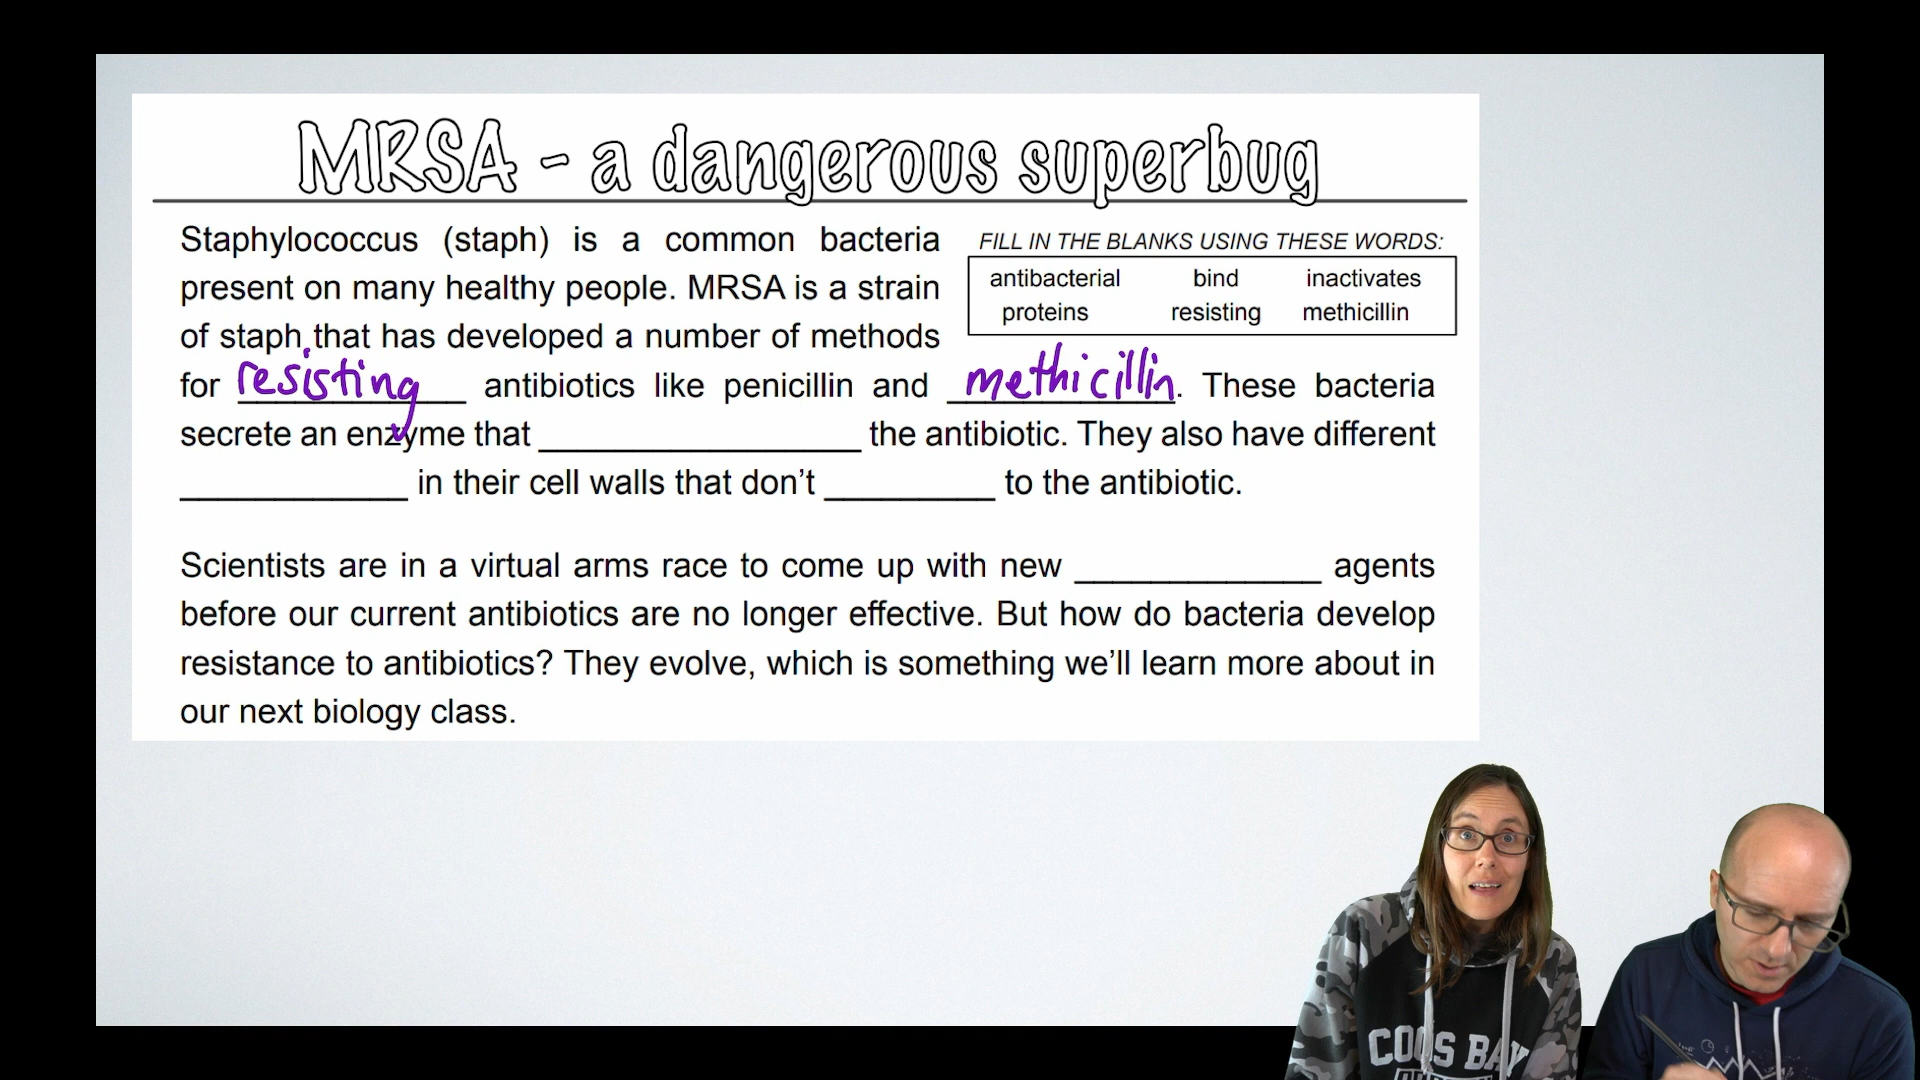 MRSA - a dangerous superbug
Staphylococcus (staph) is a common bacteria
present on many healthy people. MRSA is a strain
of staph that has developed a number of methods
for resisting antibiotics like penicillin and methicillin. These bacteria
secrete an enzyme that _________________ the antibiotic. They also have different
____________ in their cell walls that don’t _________ to the antibiotic.
FILL IN THE BLANKS USING THESE WORDS:
antibacterial bind inactivates
proteins resisting methicillin
Scientists are in a virtual arms race to come up with new _____________ agents
before our current antibiotics are no longer effective. But how do bacteria develop
resistance to antibiotics? They evolve, which is something we’ll learn more about in
our next biology class.
COOS BAY